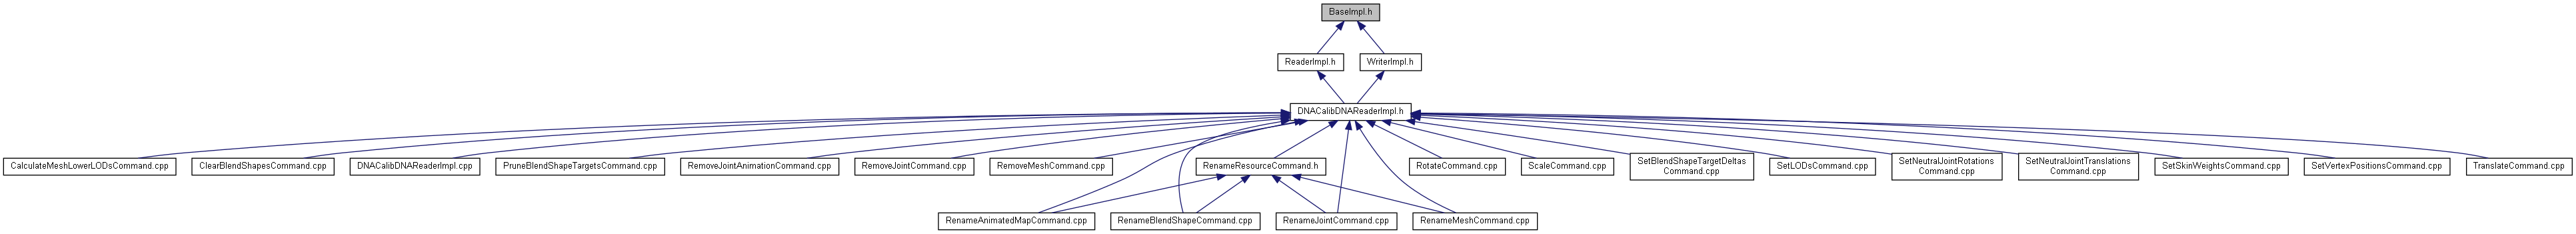 BaseImpl.h
ReaderImpl.h
WriterImpl.h
DNACalibDNAReaderImpl.h
CalculateMeshLowerLODsCommand.cpp
ClearBlendShapesCommand.cpp
DNACalibDNAReaderImpl.cpp
PruneBlendShapeTargetsCommand.cpp
RemoveJointAnimationCommand.cpp
RemoveJointCommand.cpp
RemoveMeshCommand.cpp
RenameResourceCommand.h
RotateCommand.cpp
ScaleCommand.cpp
SetBlendShapeTargetDeltas
Command.cpp
SetLODsCommand.cpp
SetNeutralJointRotations
Command.cpp
SetNeutralJointTranslations
Command.cpp
SetSkinWeightsCommand.cpp
SetVertexPositionsCommand.cpp
TranslateCommand.cpp
RenameAnimatedMapCommand.cpp
RenameBlendShapeCommand.cpp
RenameJointCommand.cpp
RenameMeshCommand.cpp